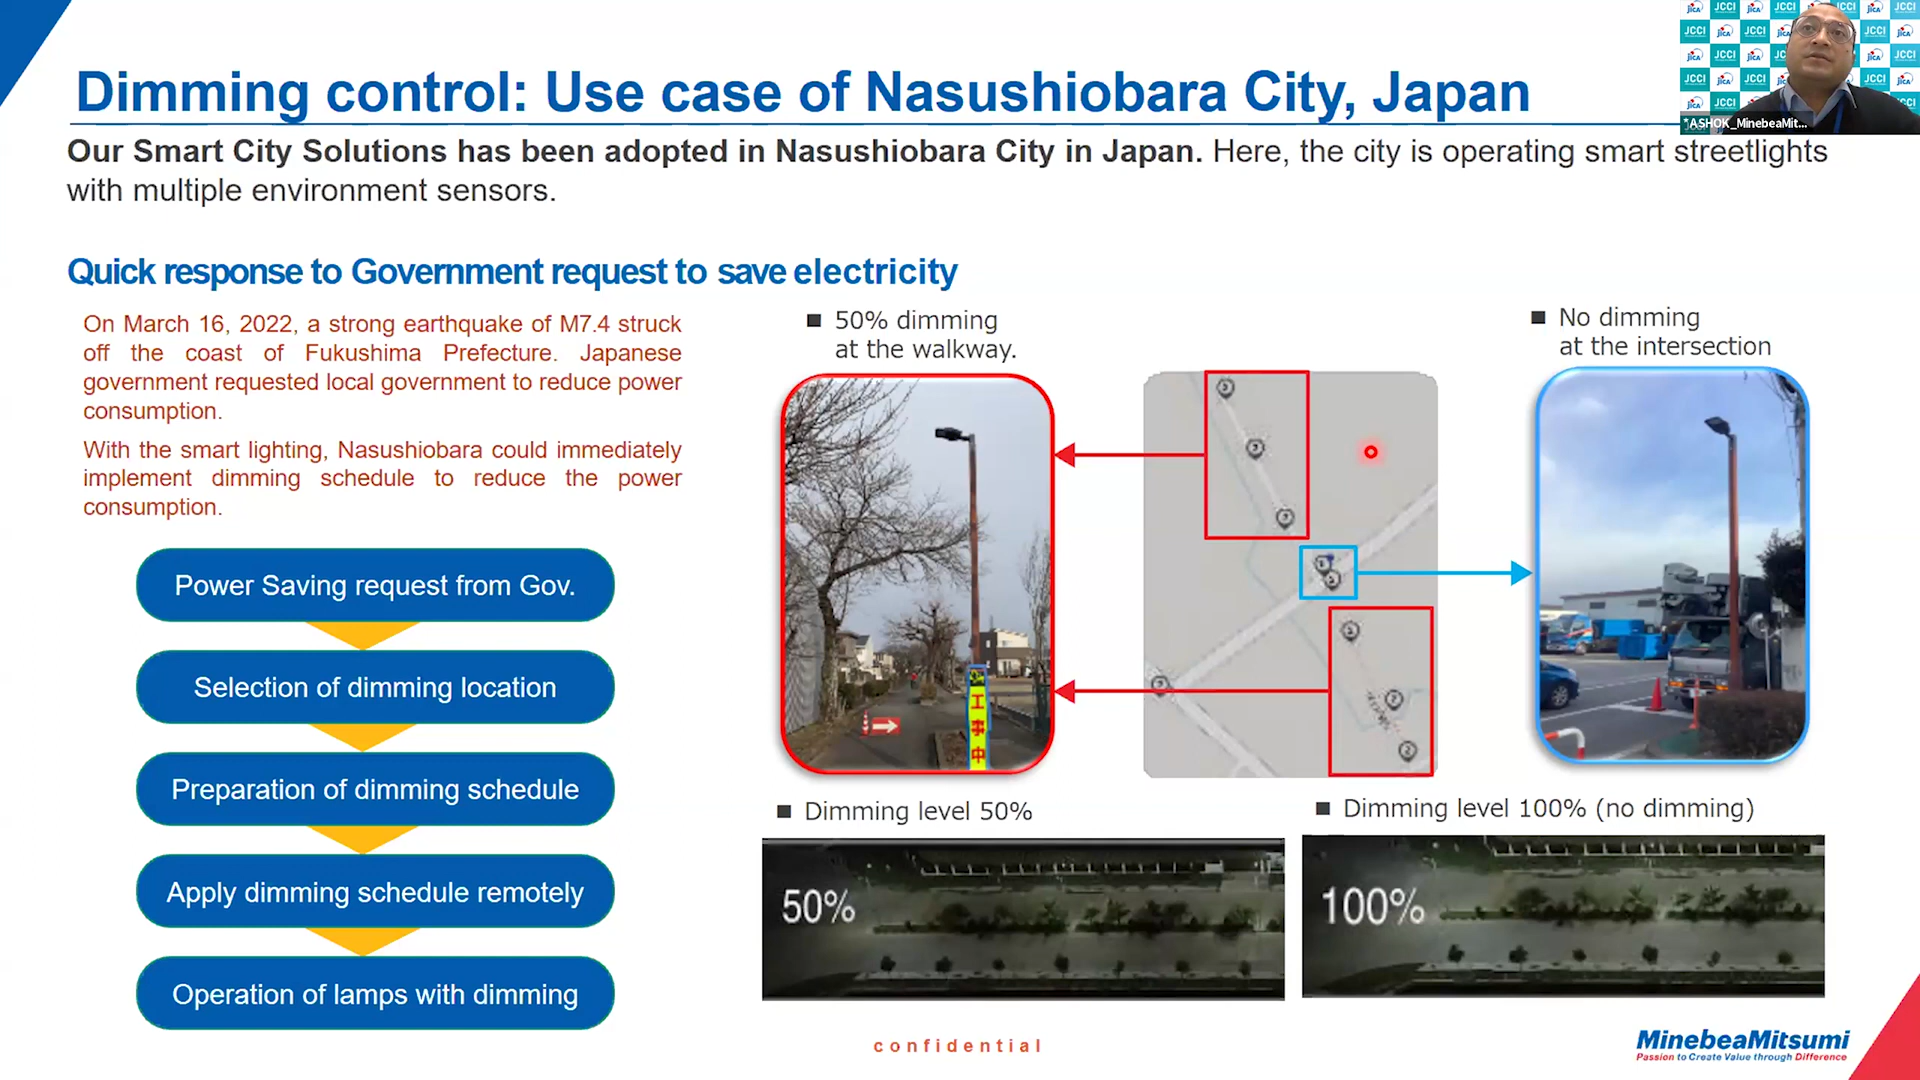 Dimming control: Use case of Nasushiobara City, Japan
Our Smart City Solutions has been adopted in Nasushiobara City in Japan. Here, the city is operating smart streetlights
with multiple environment sensors.
Quick response to Government request to save electricity
On March 16, 2022, a strong earthquake of M7.4 struck
off the coast of Fukushima Prefecture. Japanese
government requested local government to reduce power
consumption.
With the smart lighting, Nasushiobara could immediately
implement dimming schedule to reduce the power
consumption.
Power Saving request from Gov.
Selection of dimming location
Preparation of dimming schedule
Apply dimming schedule remotely
Operation of lamps with dimming
50% dimming
at the walkway.
工
事
中
No dimming
at the intersection
Dimming level 50%
50%
Dimming level 100% (no dimming)
100%
confidential
MinebeaMitsumi
Passion to Create Value through Difference
JCCI
JICA
*ASHOK_MinebeaMit...